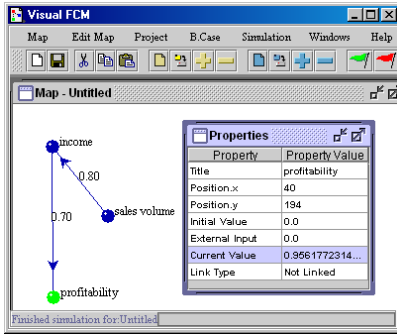 Visual FCM
Map Edit Map Project B.Case Simulation Windows Help
Map - Untitled
income
0.80
0.70
sales volume
profitability
Properties
Property Property Value
Title profitability
Position.x 40
Position.y 194
Initial Value 0.0
External Input 0.0
Current Value 0.9561772314...
Link Type Not Linked
Finished simulation for:Untitled